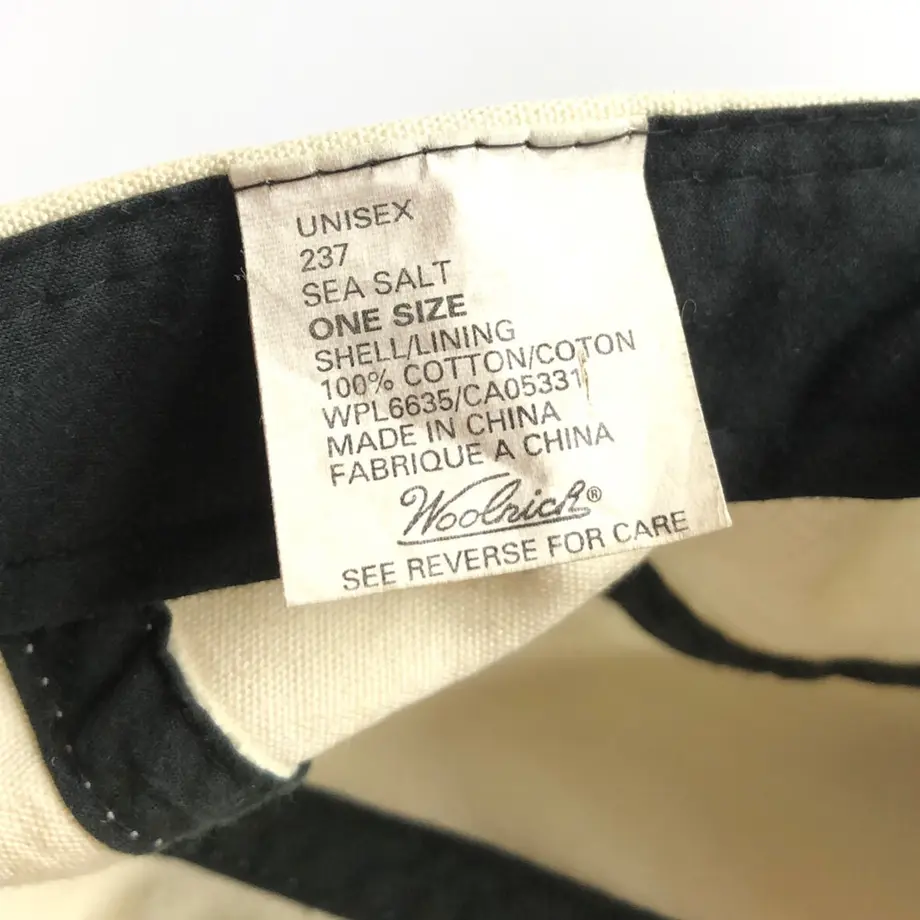 UNISEX
237
SEA SALT
ONE SIZE
SHELL/LINING
100% COTTON/COTON
WPL6635/CA05331
MADE IN CHINA
FABRIQUE A CHINA
Woolrich®
SEE REVERSE FOR CARE